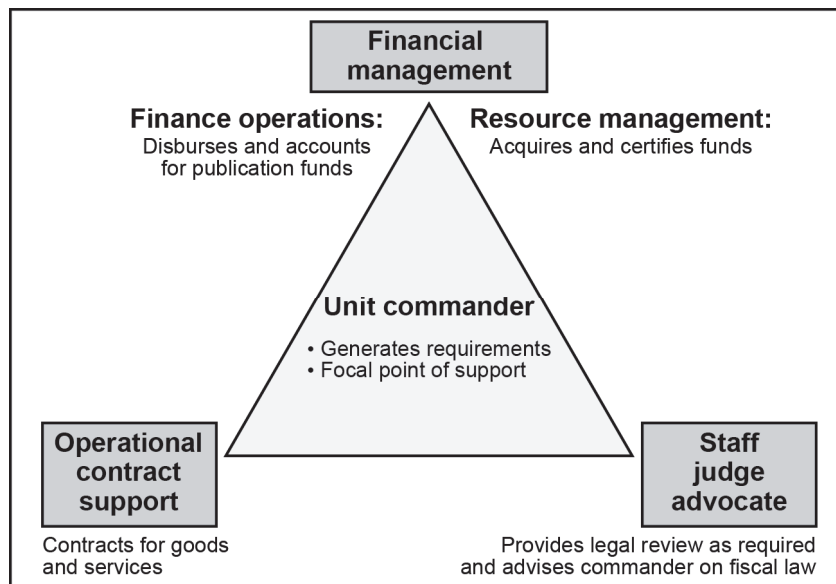 Financial
management
Finance operations:
Disburses and accounts
for publication funds
Resource management:
Acquires and certifies funds
Unit commander
• Generates requirements
• Focal point of support
Operational
contract
support
Contracts for goods
and services
Staff
judge
advocate
Provides legal review as required
and advises commander on fiscal law